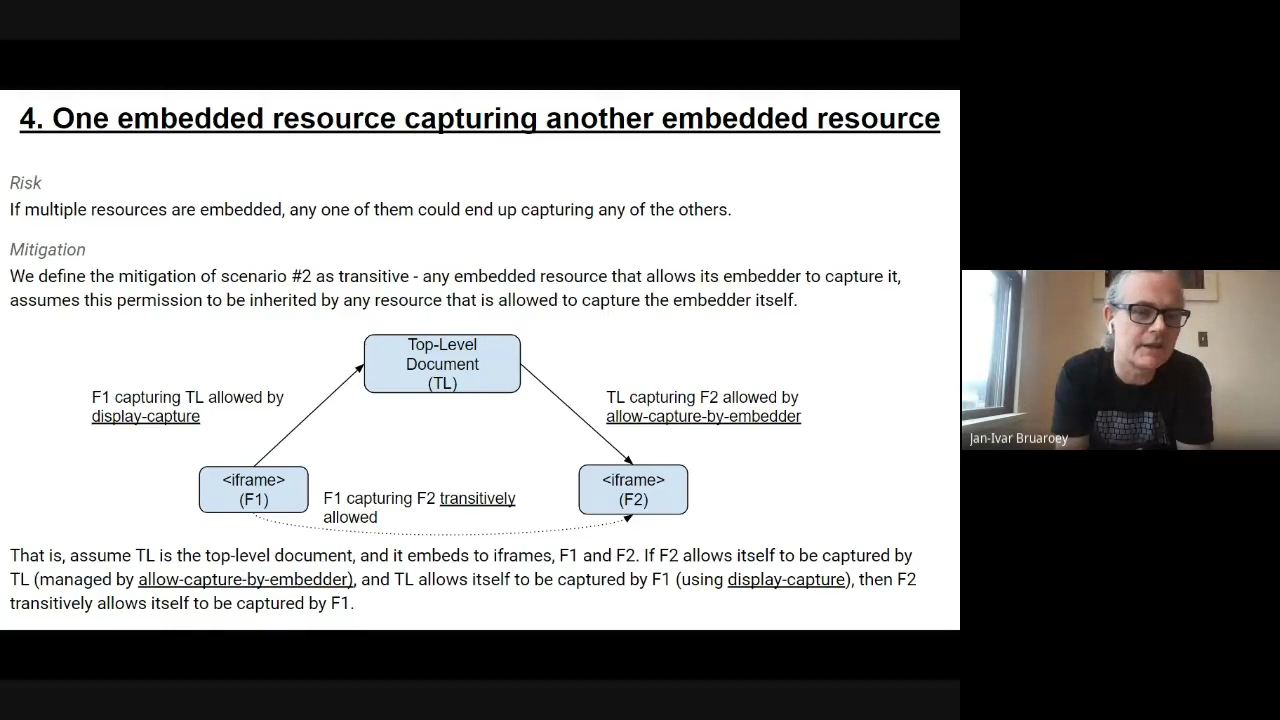 4. One embedded resource capturing another embedded resource
Risk
If multiple resources are embedded, any one of them could end up capturing any of the others.
Mitigation
We define the mitigation of scenario #2 as transitive - any embedded resource that allows its embedder to capture it,
assumes this permission to be inherited by any resource that is allowed to capture the embedder itself.
Top-Level
Document
(TL)
F1 capturing TL allowed by
display-capture
TL capturing F2 allowed by
allow-capture-by-embedder
<iframe>
(F1)
F1 capturing F2 transitively
allowed
<iframe>
(F2)
That is, assume TL is the top-level document, and it embeds to iframes, F1 and F2. If F2 allows itself to be captured by
TL (managed by allow-capture-by-embedder), and TL allows itself to be captured by F1 (using display-capture), then F2
transitively allows itself to be captured by F1.
Jan-Ivar Bruaroey